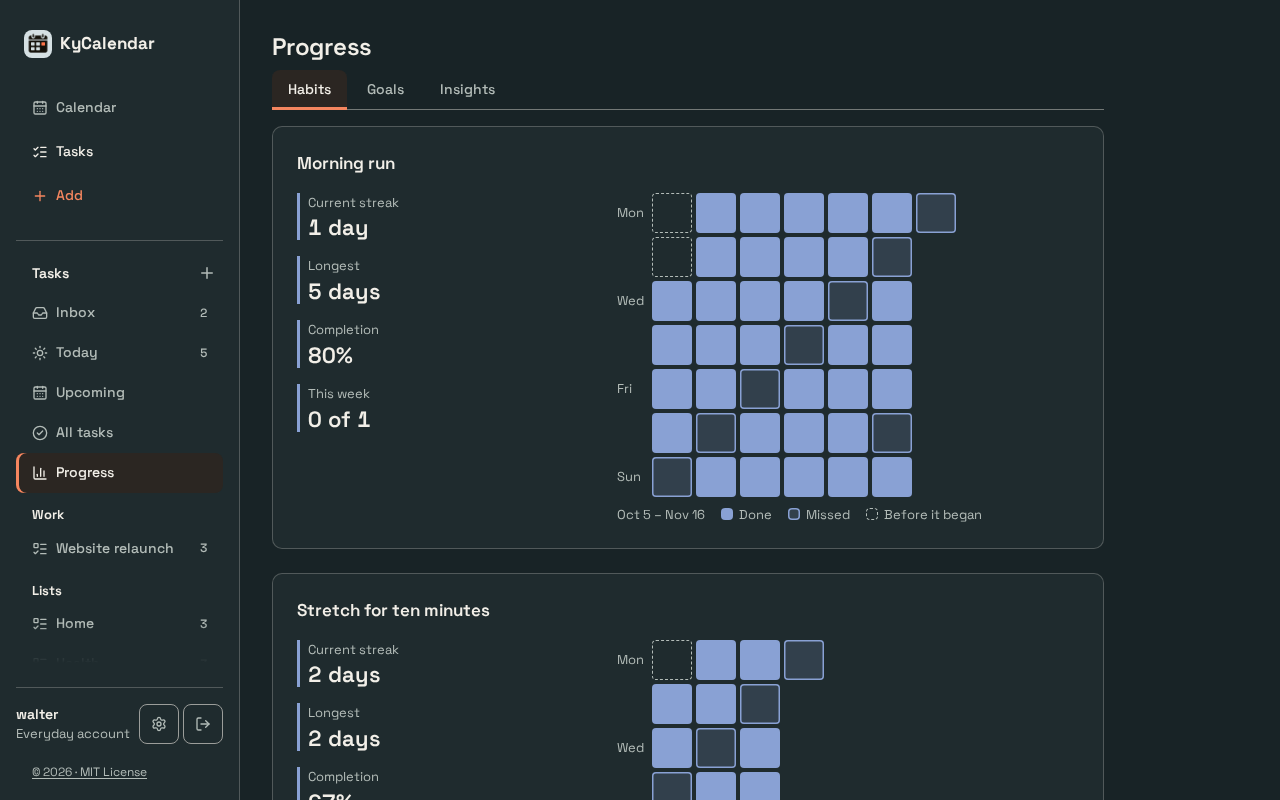 KyCalendar
Calendar
Tasks
Add
Tasks
Inbox 2
Today 5
Upcoming
All tasks
Progress
Work
Website relaunch 3
Lists
Home 3
walter
Everyday account
© 2026 · MIT License
Progress
Habits Goals Insights
Morning run
Current streak
1 day
Longest
5 days
Completion
80%
This week
0 of 1
Mon
Wed
Fri
Sun
Oct 5 – Nov 16 Done Missed Before it began
Stretch for ten minutes
Current streak
2 days
Longest
2 days
Completion
Mon
Wed